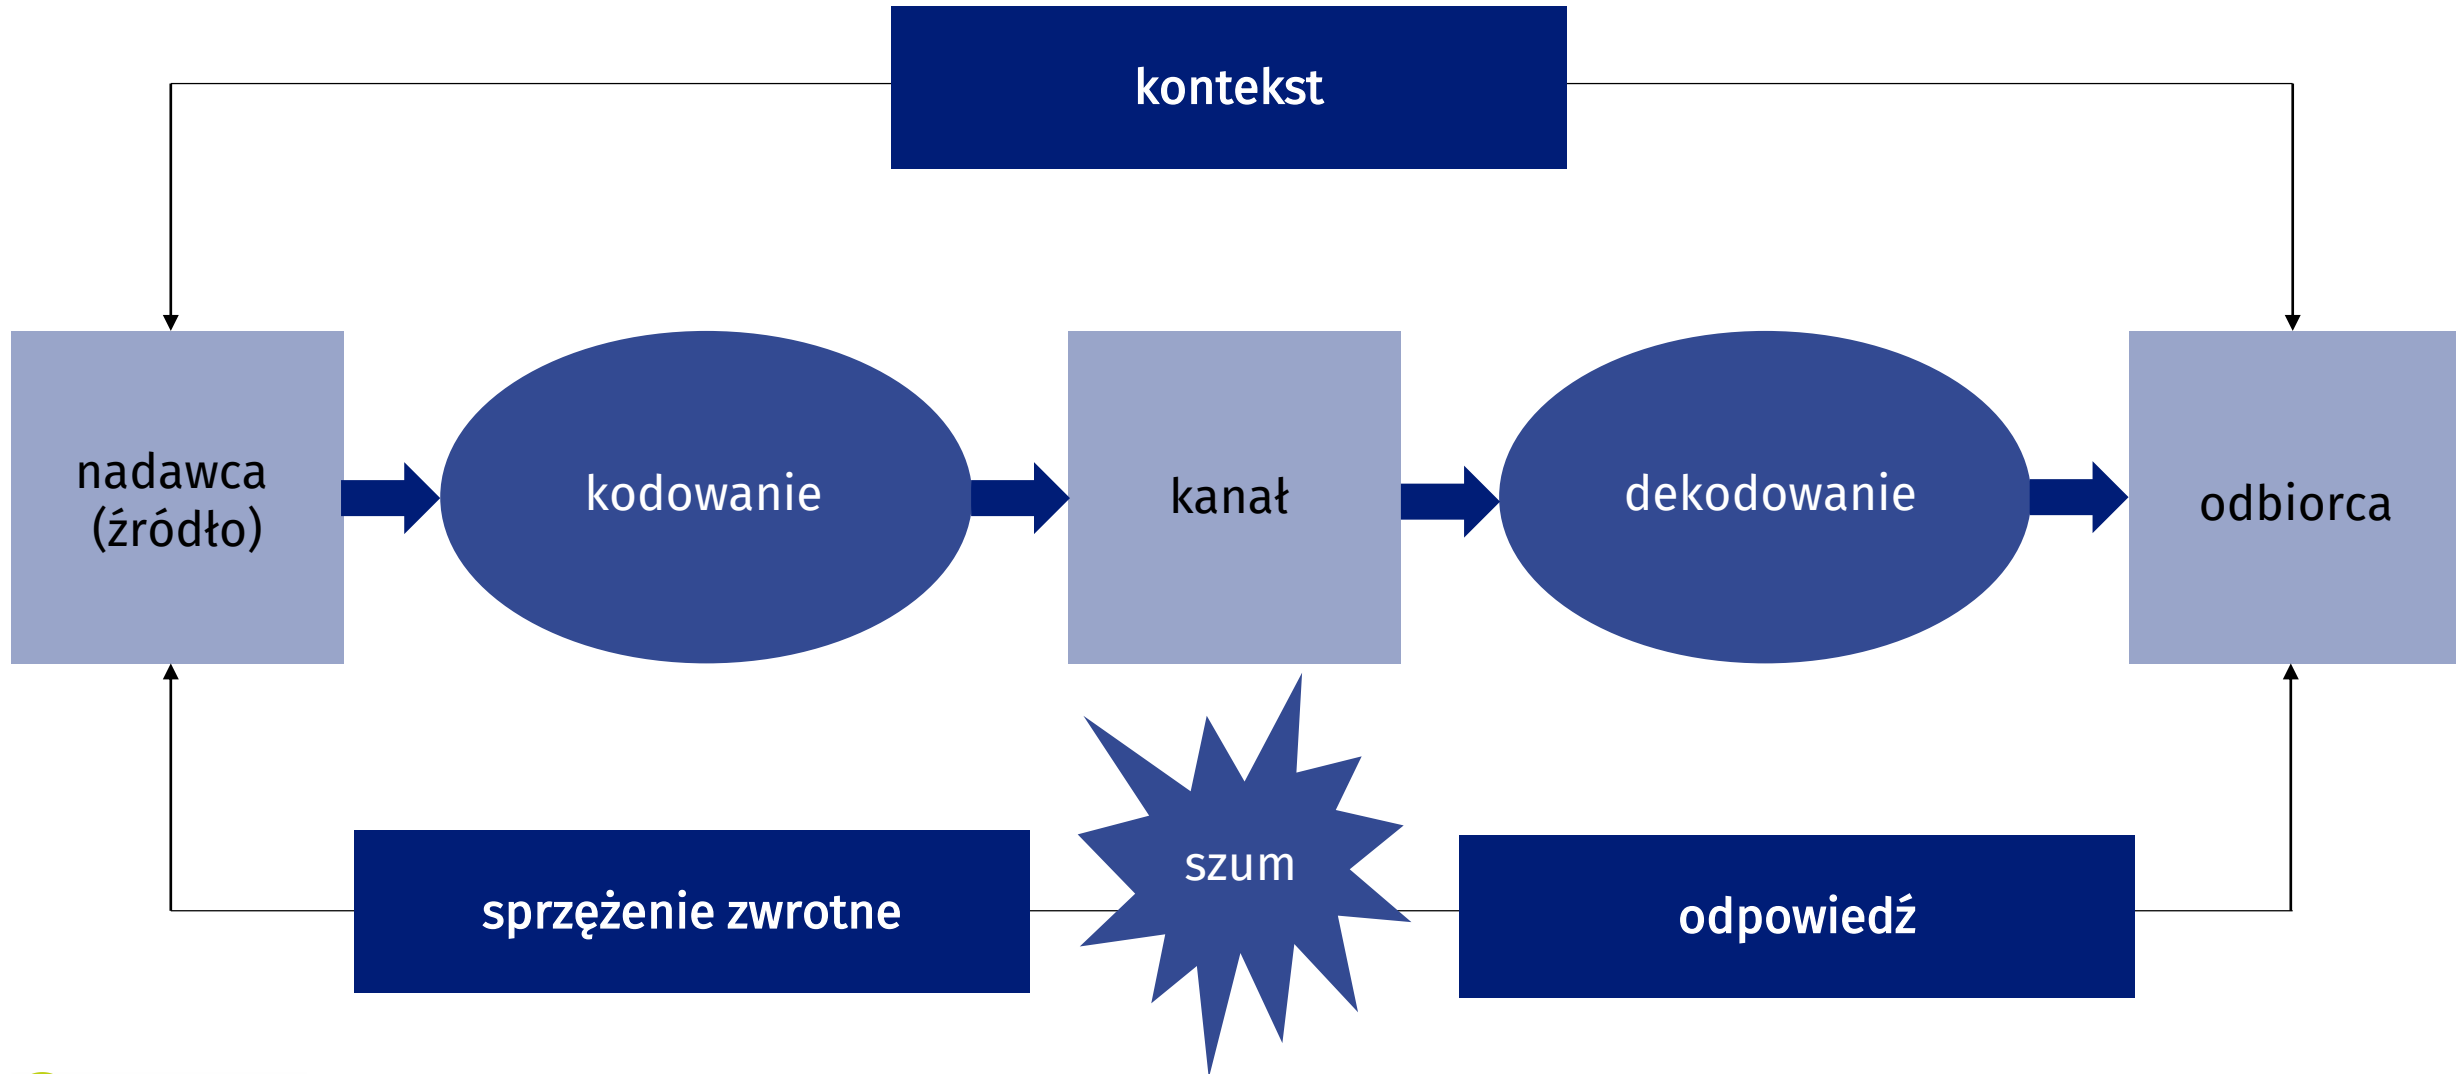 kontekst
nadawca
(źródło)
kodowanie
kanał
dekodowanie
odbiorca
szum
sprzężenie zwrotne
odpowiedź